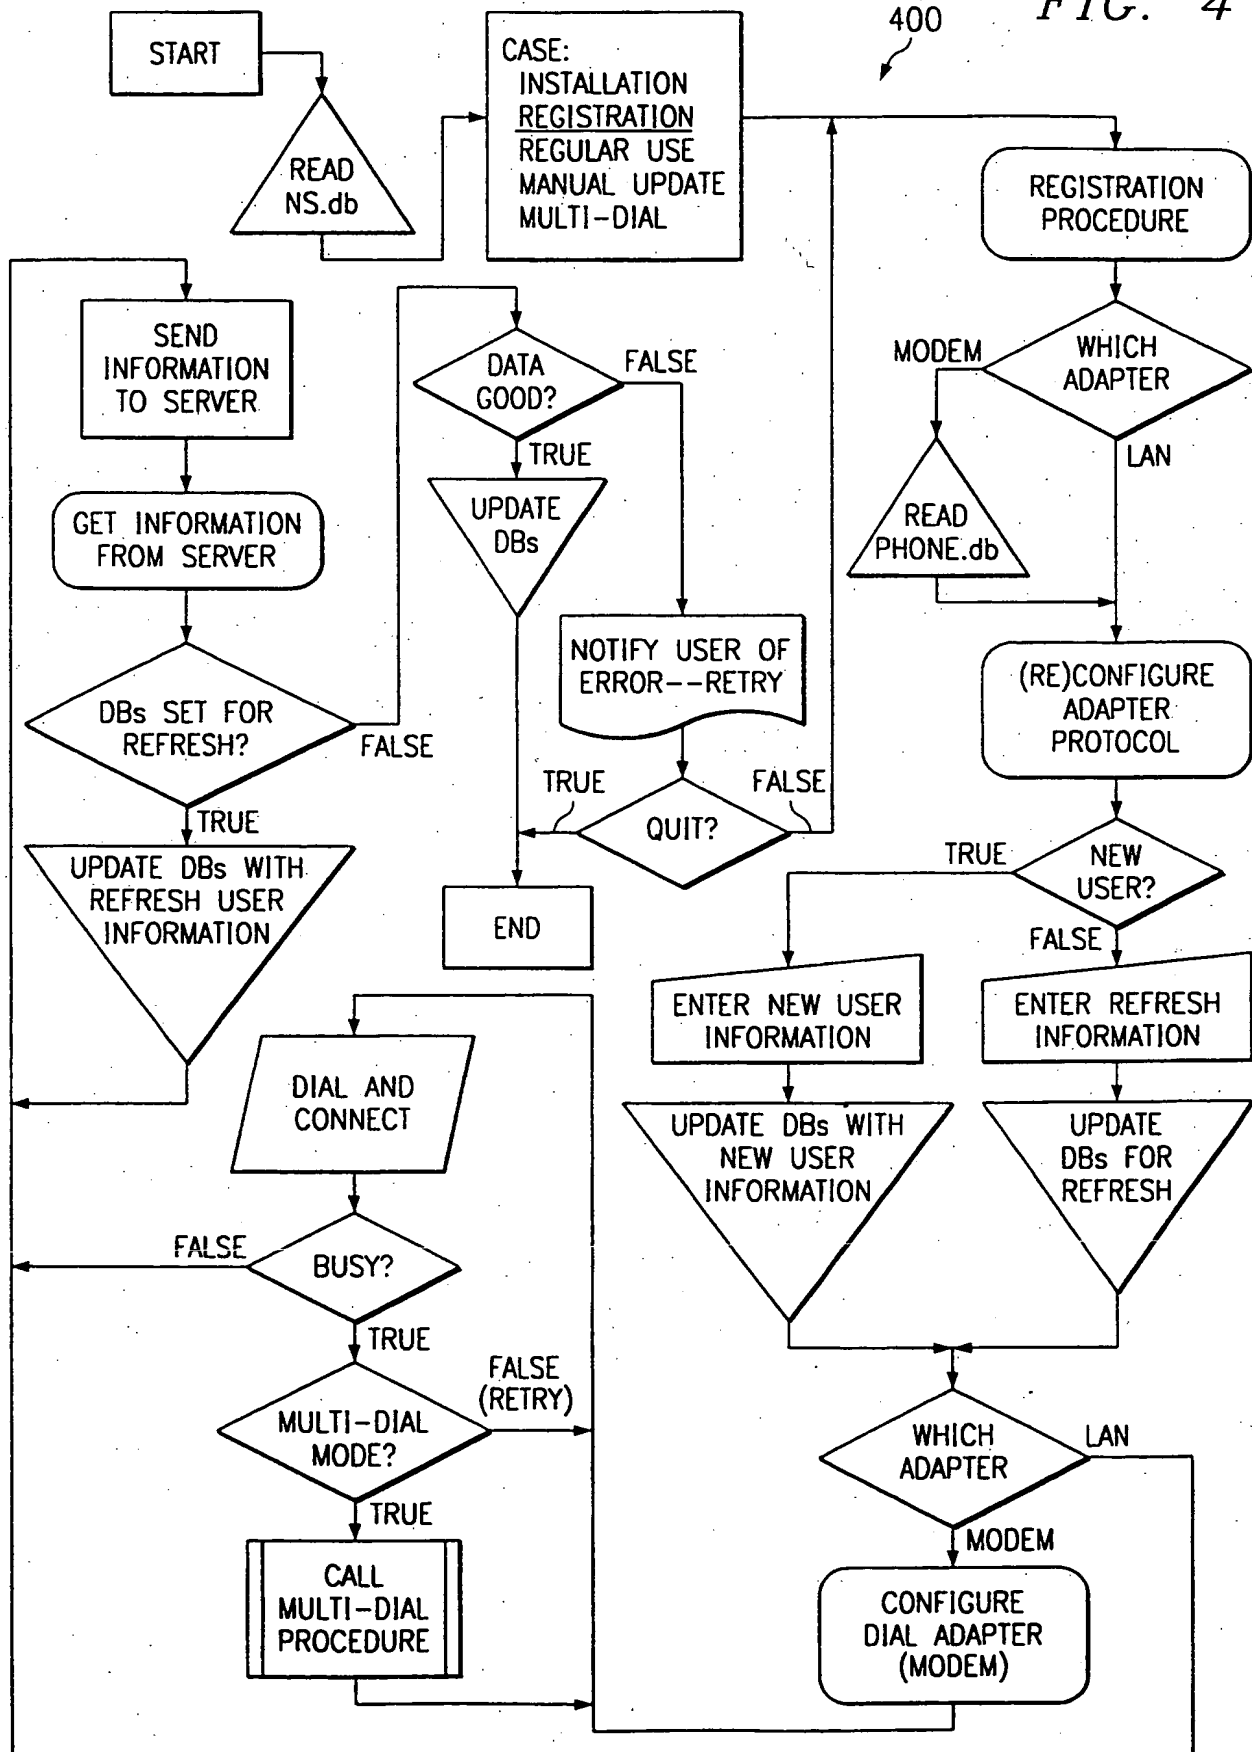 FIG. 4
400
START
READ
NS.db
CASE:
INSTALLATION
REGISTRATION
REGULAR USE
MANUAL UPDATE
MULTI-DIAL
REGISTRATION
PROCEDURE
WHICH
ADAPTER
MODEM
LAN
READ
PHONE.db
(RE)CONFIGURE
ADAPTER
PROTOCOL
NEW
USER?
TRUE
FALSE
ENTER NEW USER
INFORMATION
ENTER REFRESH
INFORMATION
UPDATE DBs WITH
NEW USER
INFORMATION
UPDATE
DBs FOR
REFRESH
WHICH
ADAPTER
LAN
MODEM
CONFIGURE
DIAL ADAPTER
(MODEM)
DIAL AND
CONNECT
BUSY?
FALSE
TRUE
MULTI-DIAL
MODE?
FALSE
(RETRY)
TRUE
CALL
MULTI-DIAL
PROCEDURE
SEND
INFORMATION
TO SERVER
GET INFORMATION
FROM SERVER
DBs SET FOR
REFRESH?
FALSE
TRUE
UPDATE DBs WITH
REFRESH USER
INFORMATION
DATA
GOOD?
FALSE
TRUE
UPDATE
DBs
NOTIFY USER OF
ERROR--RETRY
QUIT?
TRUE
FALSE
END